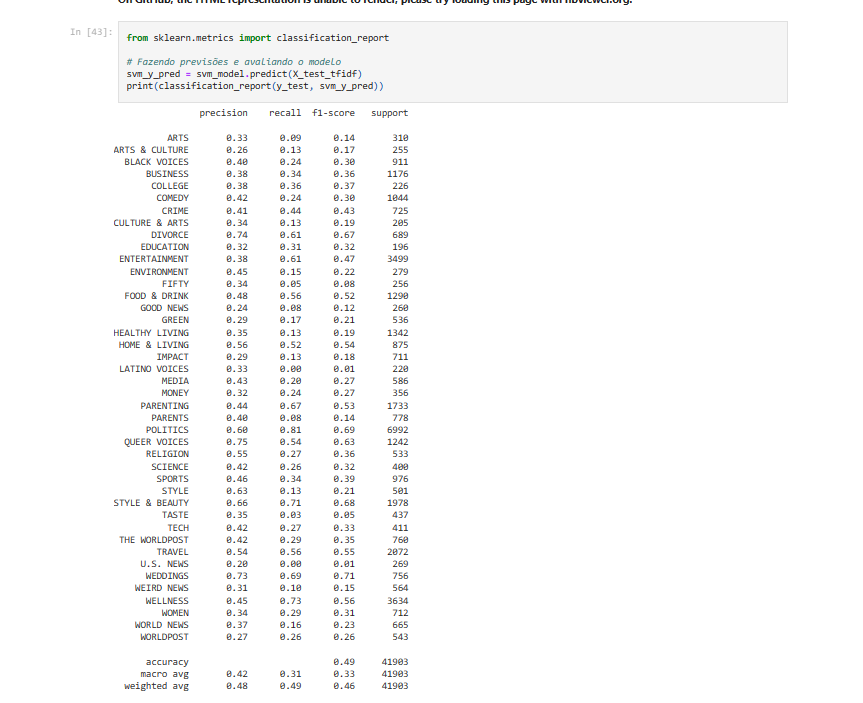 On GitHub, the HTML representation is unable to render, please try loading this page with nbviewer.org.
In [43]:
from sklearn.metrics import classification_report
# Fazendo previsões e avaliando o modelo
svm_y_pred = svm_model.predict(X_test_tfidf)
print(classification_report(y_test, svm_y_pred))
precision recall f1-score support
ARTS 0.33 0.09 0.14 310
ARTS & CULTURE 0.26 0.13 0.17 255
BLACK VOICES 0.40 0.24 0.30 911
BUSINESS 0.38 0.34 0.36 1176
COLLEGE 0.38 0.36 0.37 226
COMEDY 0.42 0.24 0.30 1044
CRIME 0.41 0.44 0.43 725
CULTURE & ARTS 0.34 0.13 0.19 205
DIVORCE 0.74 0.61 0.67 689
EDUCATION 0.32 0.31 0.32 196
ENTERTAINMENT 0.38 0.61 0.47 3499
ENVIRONMENT 0.45 0.15 0.22 279
FIFTY 0.34 0.05 0.08 256
FOOD & DRINK 0.48 0.56 0.52 1290
GOOD NEWS 0.24 0.08 0.12 260
GREEN 0.29 0.17 0.21 536
HEALTHY LIVING 0.35 0.13 0.19 1342
HOME & LIVING 0.56 0.52 0.54 875
IMPACT 0.29 0.13 0.18 711
LATINO VOICES 0.33 0.00 0.01 220
MEDIA 0.43 0.20 0.27 586
MONEY 0.32 0.24 0.27 356
PARENTING 0.44 0.67 0.53 1733
PARENTS 0.40 0.08 0.14 778
POLITICS 0.60 0.81 0.69 6992
QUEER VOICES 0.75 0.54 0.63 1242
RELIGION 0.55 0.27 0.36 533
SCIENCE 0.42 0.26 0.32 400
SPORTS 0.46 0.34 0.39 976
STYLE 0.63 0.13 0.21 501
STYLE & BEAUTY 0.66 0.71 0.68 1978
TASTE 0.35 0.03 0.05 437
TECH 0.42 0.27 0.33 411
THE WORLDPOST 0.42 0.29 0.35 760
TRAVEL 0.54 0.56 0.55 2072
U.S. NEWS 0.20 0.00 0.01 269
WEDDINGS 0.73 0.69 0.71 756
WEIRD NEWS 0.31 0.10 0.15 564
WELLNESS 0.45 0.73 0.56 3634
WOMEN 0.34 0.29 0.31 712
WORLD NEWS 0.37 0.16 0.23 665
WORLDPOST 0.27 0.26 0.26 543
accuracy 0.49 41903
macro avg 0.42 0.31 0.33 41903
weighted avg 0.48 0.49 0.46 41903